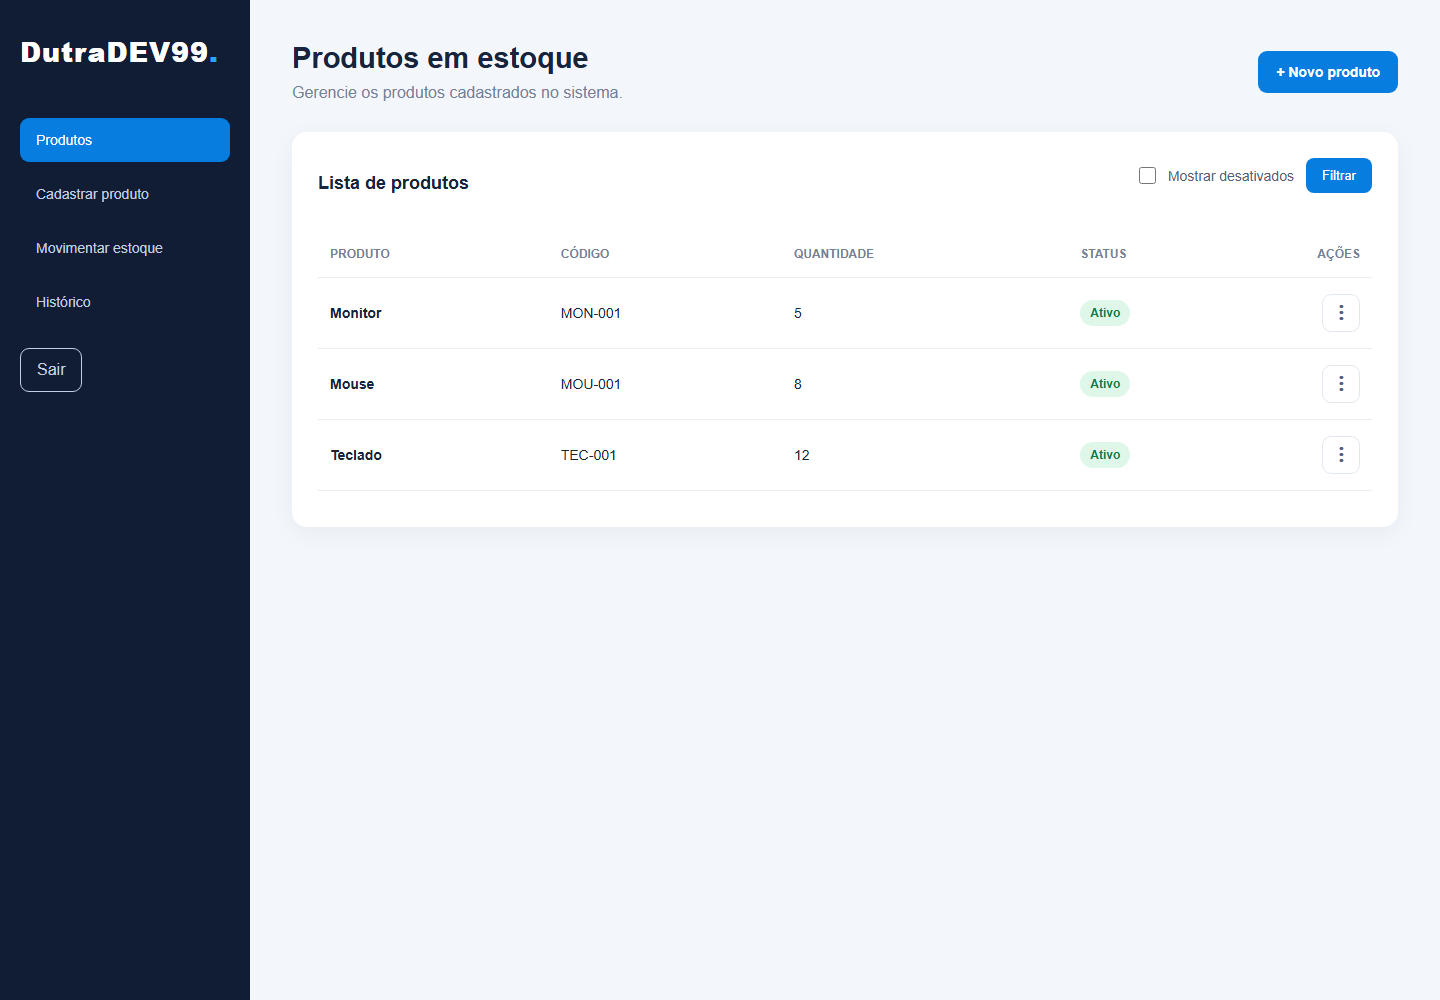 DutraDEV99.
Produtos
Cadastrar produto
Movimentar estoque
Histórico
Sair
Produtos em estoque
Gerencie os produtos cadastrados no sistema.
+ Novo produto
Lista de produtos
Mostrar desativados
Filtrar
PRODUTO CÓDIGO QUANTIDADE STATUS AÇÕES
Monitor MON-001 5 Ativo
Mouse MOU-001 8 Ativo
Teclado TEC-001 12 Ativo